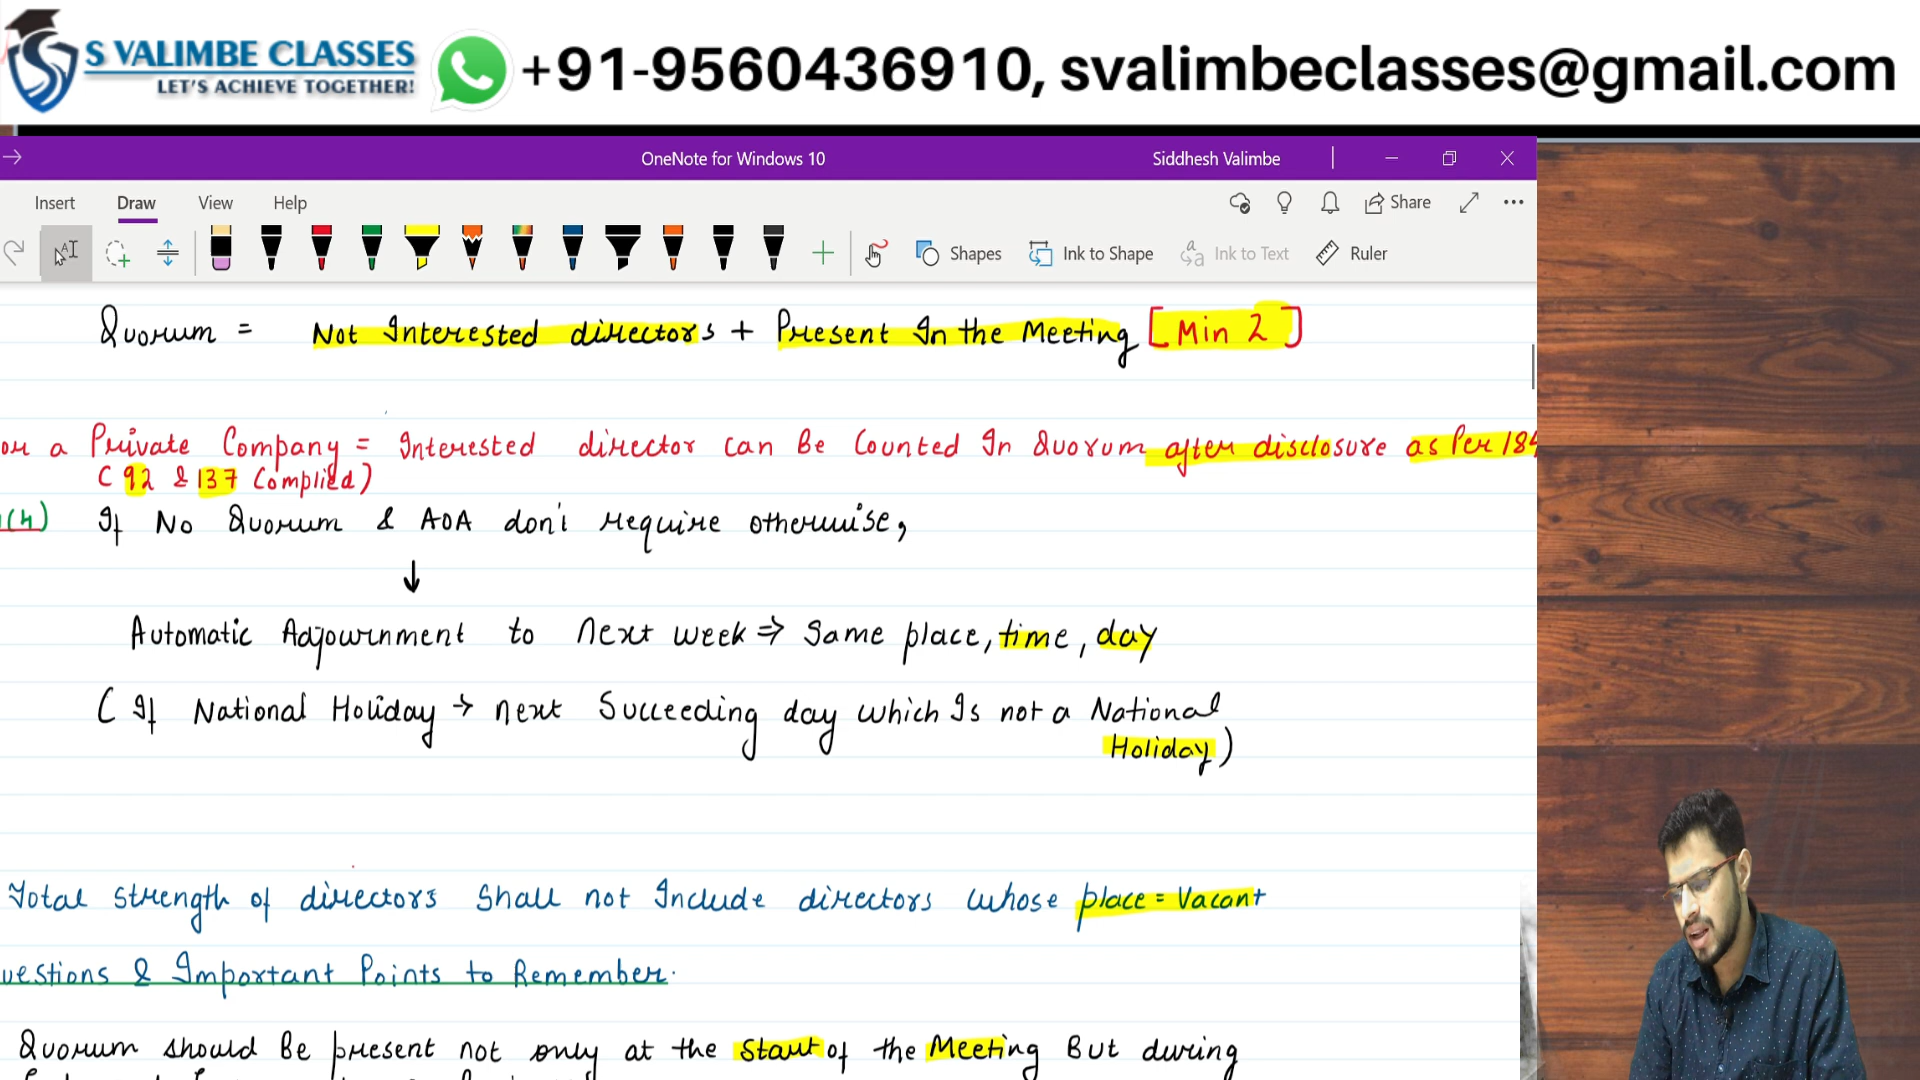 S VALIMBE CLASSES
LET'S ACHIEVE TOGETHER!
+91-9560436910, svalimbeclasses@gmail.com
OneNote for Windows 10
Siddhesh Valimbe
Insert Draw View Help
Share
Shapes Ink to Shape Ink to Text Ruler
Quorum = Not Interested directors + Present In the Meeting [Min 2]
a Private Company = Interested director can Be Counted In Quorum after disclosure as Per 184
(92 & 137 Complied)
If No Quorum & AOA don't require otherwise,
Automatic Adjournment to next week ⇒ Same place, time, day
(If National Holiday → next Succeeding day which Is not a National
Holiday)
Total strength of directors Shall not Include directors whose place = Vacant
uestions & Important Points to Remember.
Quorum should Be present not only at the start of the Meeting But during